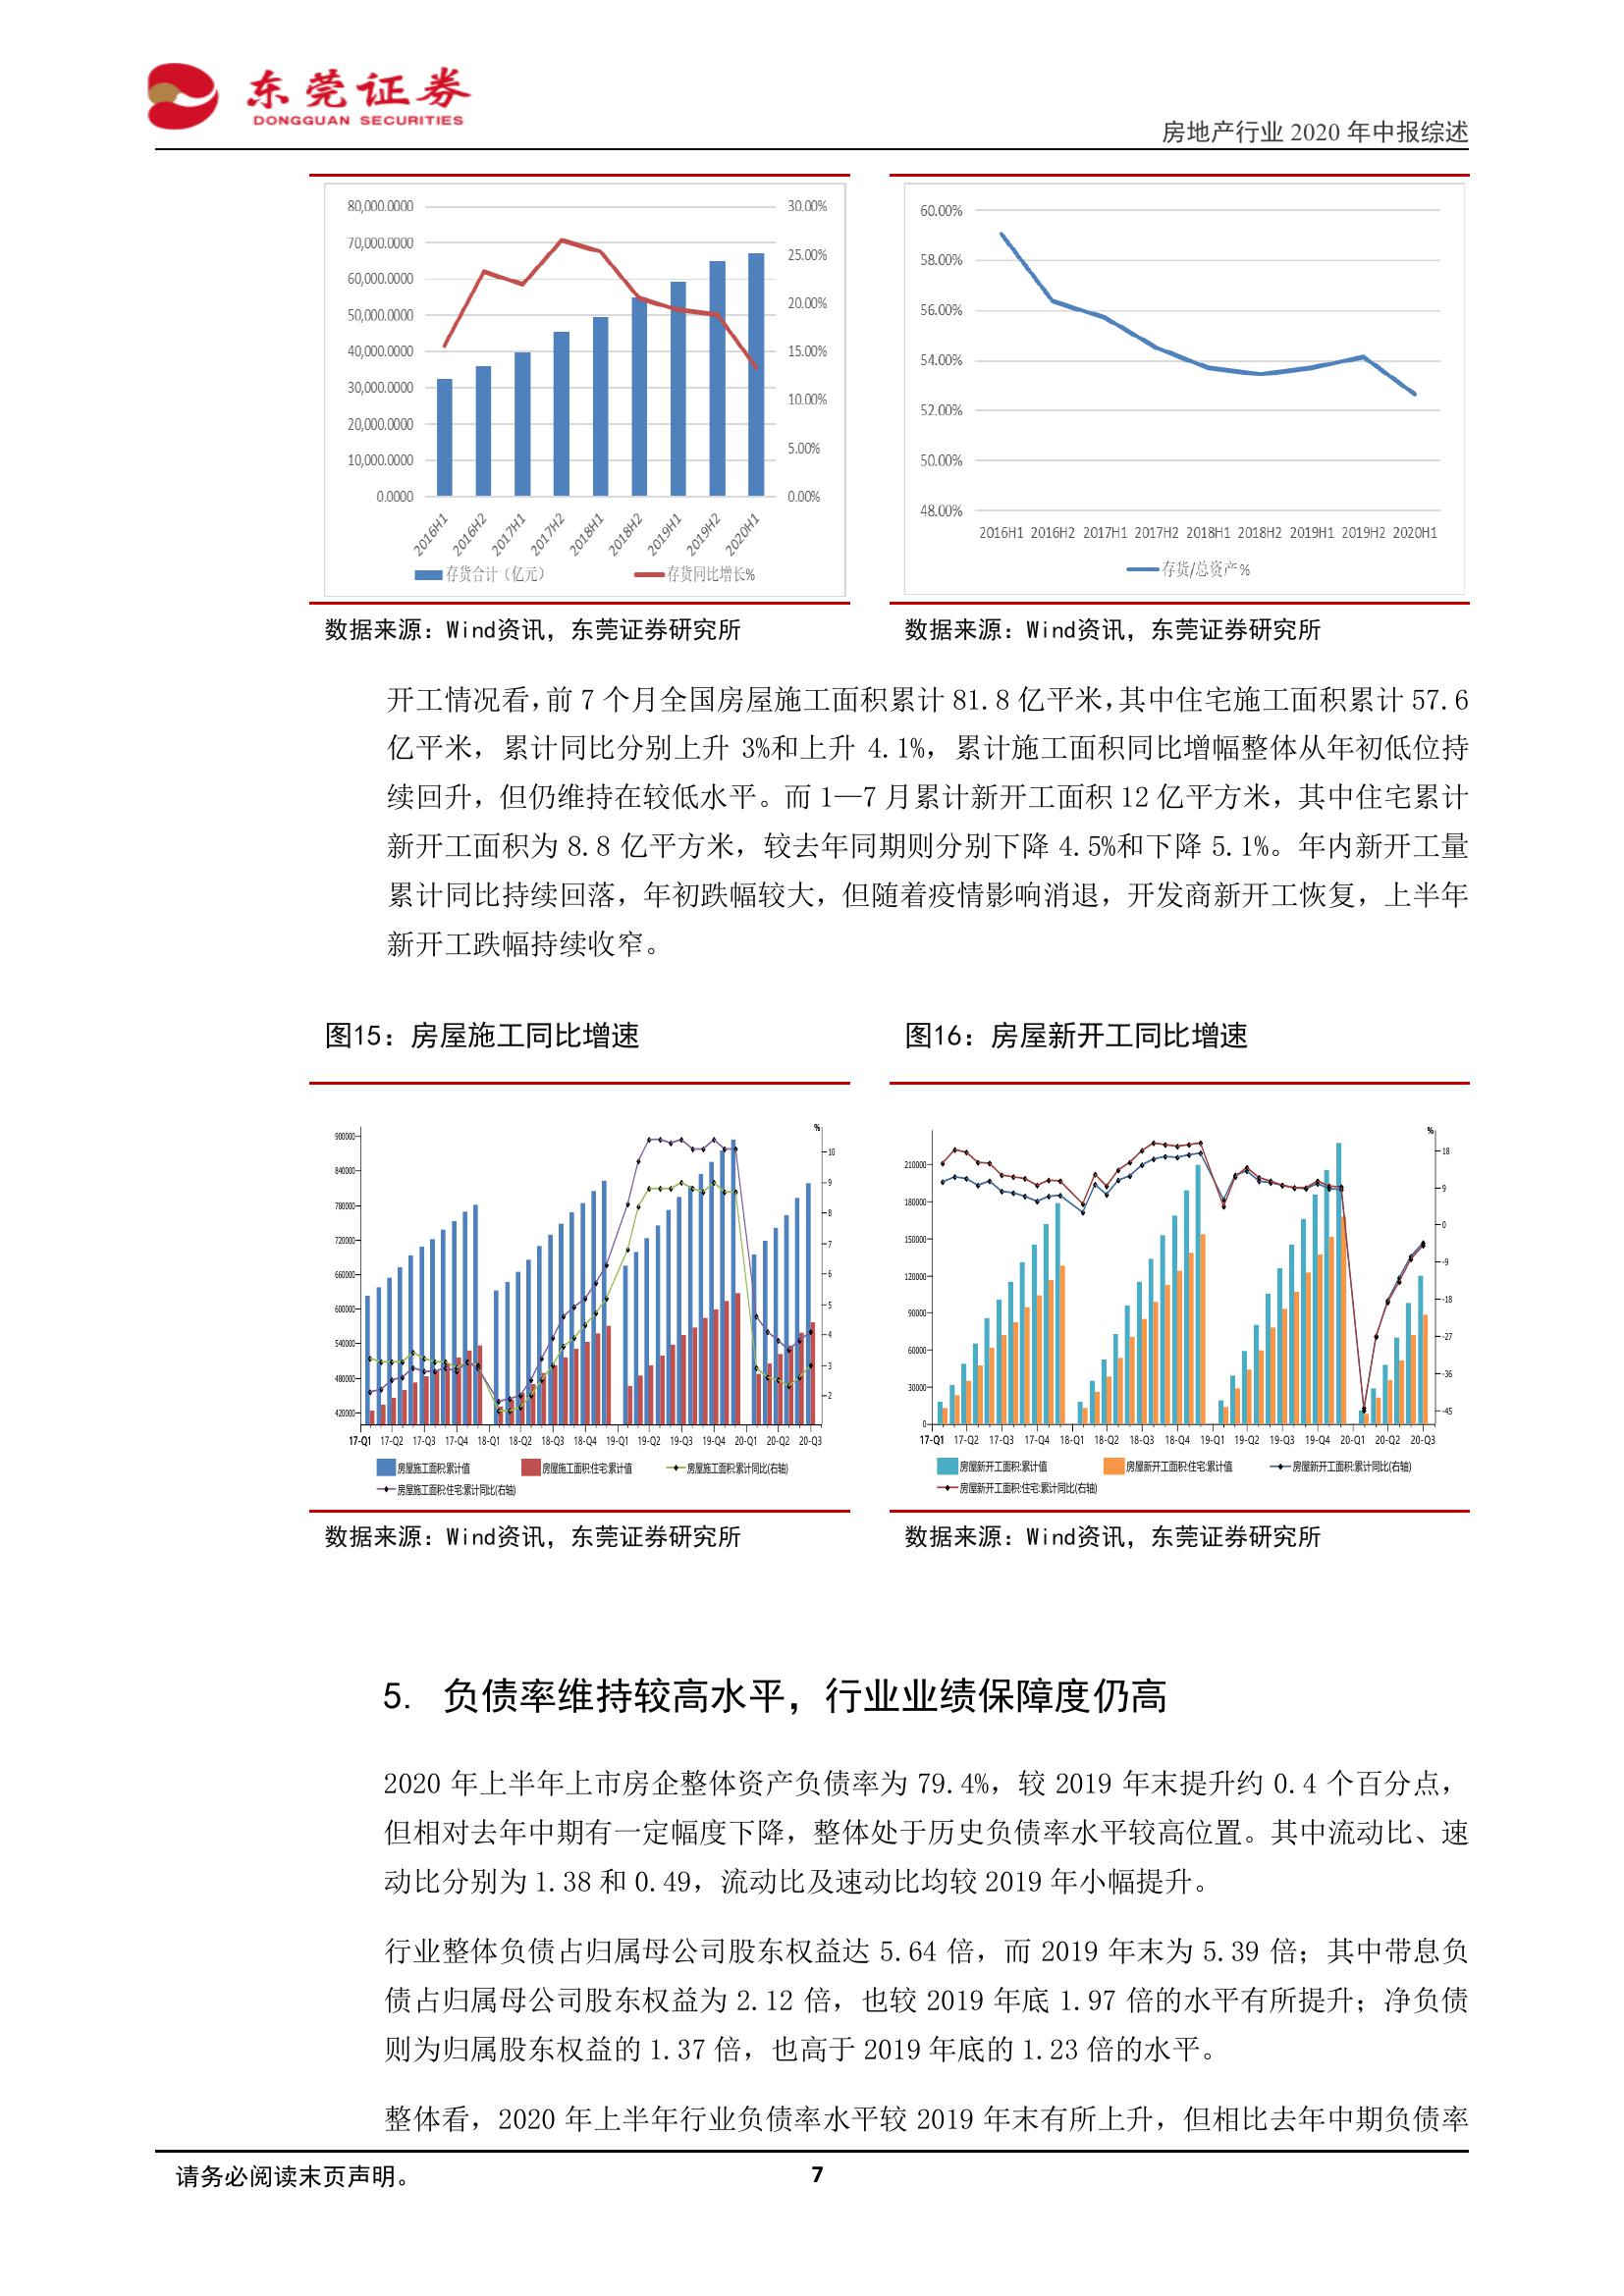 东莞证券
DONGGUAN SECURITIES
房地产行业 2020 年中报综述
80,000.0000
70,000.0000
60,000.0000
50,000.0000
40,000.0000
30,000.0000
20,000.0000
10,000.0000
0.0000
30.00%
25.00%
20.00%
15.00%
10.00%
5.00%
0.00%
2016H1 2016H2 2017H1 2017H2 2018H1 2018H2 2019H1 2019H2 2020H1
存货合计（亿元） 存货同比增长%
60.00%
58.00%
56.00%
54.00%
52.00%
50.00%
48.00%
2016H1 2016H2 2017H1 2017H2 2018H1 2018H2 2019H1 2019H2 2020H1
存货/总资产%
数据来源：Wind资讯，东莞证券研究所
数据来源：Wind资讯，东莞证券研究所
开工情况看，前 7 个月全国房屋施工面积累计 81.8 亿平米，其中住宅施工面积累计 57.6
亿平米，累计同比分别上升 3%和上升 4.1%，累计施工面积同比增幅整体从年初低位持
续回升，但仍维持在较低水平。而 1—7 月累计新开工面积 12 亿平方米，其中住宅累计
新开工面积为 8.8 亿平方米，较去年同期则分别下降 4.5%和下降 5.1%。年内新开工量
累计同比持续回落，年初跌幅较大，但随着疫情影响消退，开发商新开工恢复，上半年
新开工跌幅持续收窄。
图15：房屋施工同比增速
图16：房屋新开工同比增速
%
900000
840000
780000
720000
660000
600000
540000
480000
420000
10
9
8
7
6
5
4
3
2
17-Q1 17-Q2 17-Q3 17-Q4 18-Q1 18-Q2 18-Q3 18-Q4 19-Q1 19-Q2 19-Q3 19-Q4 20-Q1 20-Q2 20-Q3
房屋施工面积:累计值 房屋施工面积:住宅:累计值 房屋施工面积:累计同比(右轴)
房屋施工面积:住宅:累计同比(右轴)
%
210000
180000
150000
120000
90000
60000
30000
0
18
9
0
-9
-18
-27
-36
-45
17-Q1 17-Q2 17-Q3 17-Q4 18-Q1 18-Q2 18-Q3 18-Q4 19-Q1 19-Q2 19-Q3 19-Q4 20-Q1 20-Q2 20-Q3
房屋新开工面积:累计值 房屋新开工面积:住宅:累计值 房屋新开工面积:累计同比(右轴)
房屋新开工面积:住宅:累计同比(右轴)
数据来源：Wind资讯，东莞证券研究所
数据来源：Wind资讯，东莞证券研究所
5. 负债率维持较高水平，行业业绩保障度仍高
2020 年上半年上市房企整体资产负债率为 79.4%，较 2019 年末提升约 0.4 个百分点，
但相对去年中期有一定幅度下降，整体处于历史负债率水平较高位置。其中流动比、速
动比分别为 1.38 和 0.49，流动比及速动比均较 2019 年小幅提升。
行业整体负债占归属母公司股东权益达 5.64 倍，而 2019 年末为 5.39 倍；其中带息负
债占归属母公司股东权益为 2.12 倍，也较 2019 年底 1.97 倍的水平有所提升；净负债
则为归属股东权益的 1.37 倍，也高于 2019 年底的 1.23 倍的水平。
整体看，2020 年上半年行业负债率水平较 2019 年末有所上升，但相比去年中期负债率
请务必阅读末页声明。
7